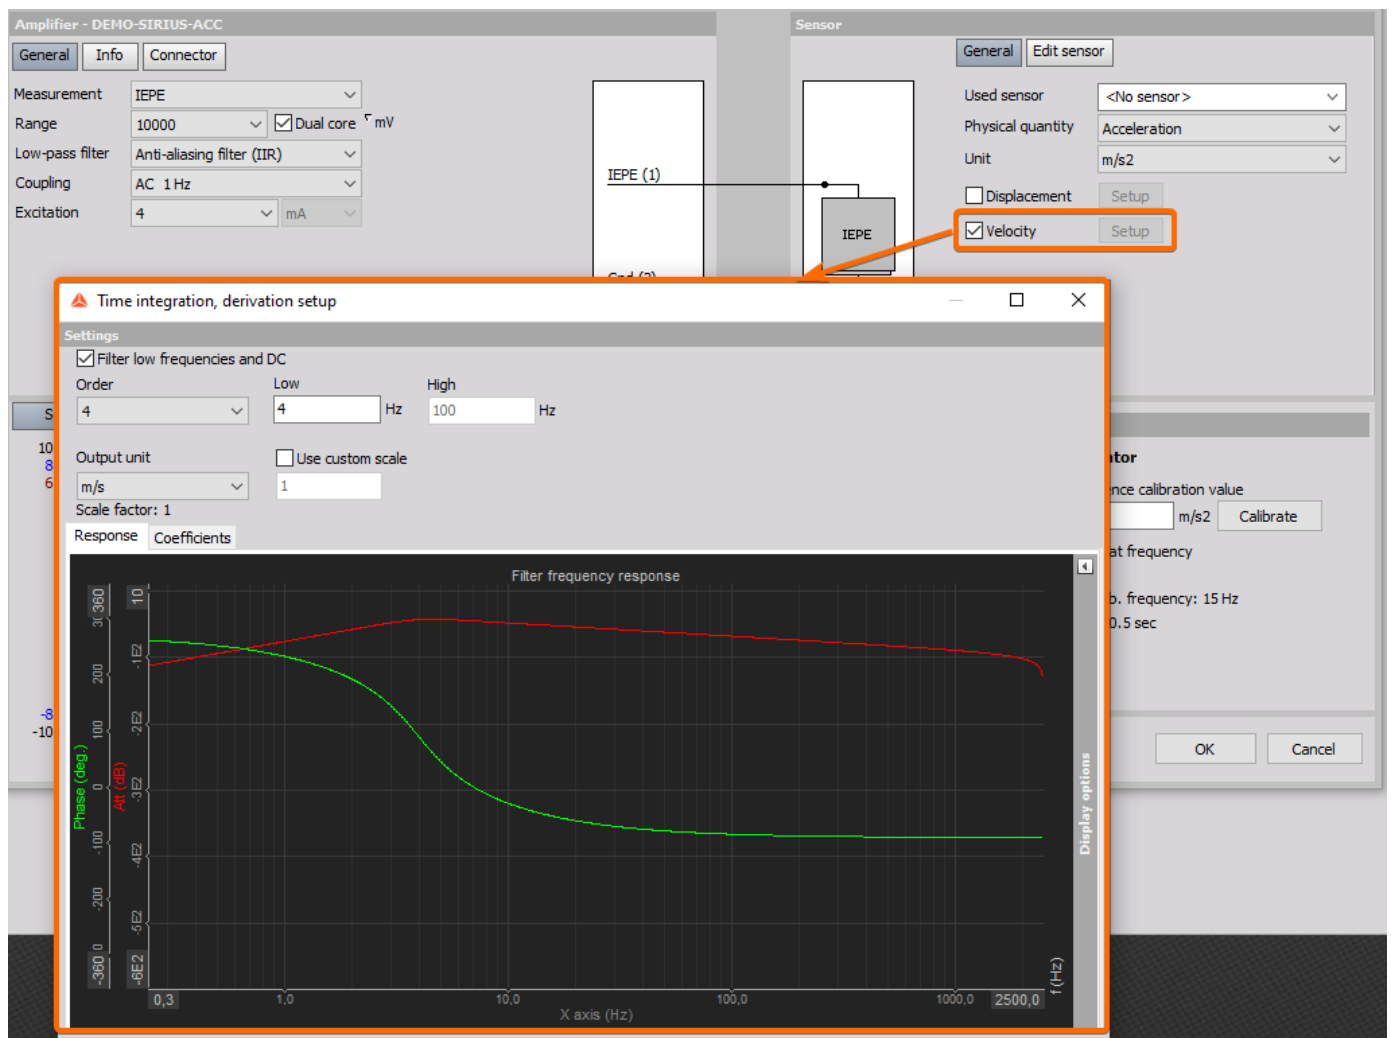 Amplifier - DEMO-SIRIUS-ACC
General Info Connector
Measurement IEPE
Range 10000 Dual core mV
Low-pass filter Anti-aliasing filter (IIR)
Coupling AC 1 Hz
Excitation 4 mA
IEPE (1)
IEPE
Sensor
General Edit sensor
Used sensor <No sensor>
Physical quantity Acceleration
Unit m/s2
Displacement Setup
Velocity Setup
Time integration, derivation setup
Settings
Filter low frequencies and DC
Order Low High
4 4 Hz 100 Hz
Output unit Use custom scale
m/s 1
Scale factor: 1
Response Coefficients
Filter frequency response
Phase (deg.)
360
200
100
0
-100
-200
-360
Att (dB)
10
-1E2
-2E2
-3E2
-4E2
-5E2
-6E2
0,3 1,0 10,0 100,0 1000,0 2500,0
X axis (Hz)
f (Hz)
Display options
ence calibration value
m/s2 Calibrate
at frequency
b. frequency: 15 Hz
0.5 sec
OK Cancel